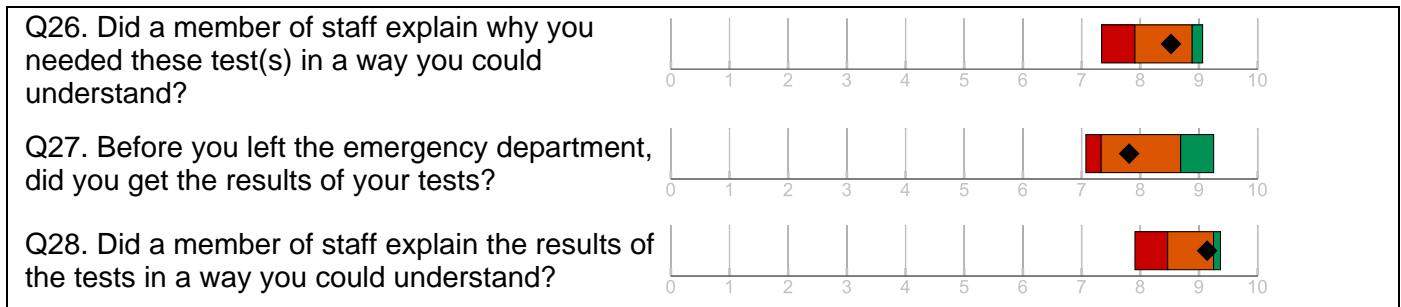 Q26. Did a member of staff explain why you
needed these test(s) in a way you could
understand?
0 1 2 3 4 5 6 7 8 9 10
Q27. Before you left the emergency department,
did you get the results of your tests?
0 1 2 3 4 5 6 7 8 9 10
Q28. Did a member of staff explain the results of
the tests in a way you could understand?
0 1 2 3 4 5 6 7 8 9 10